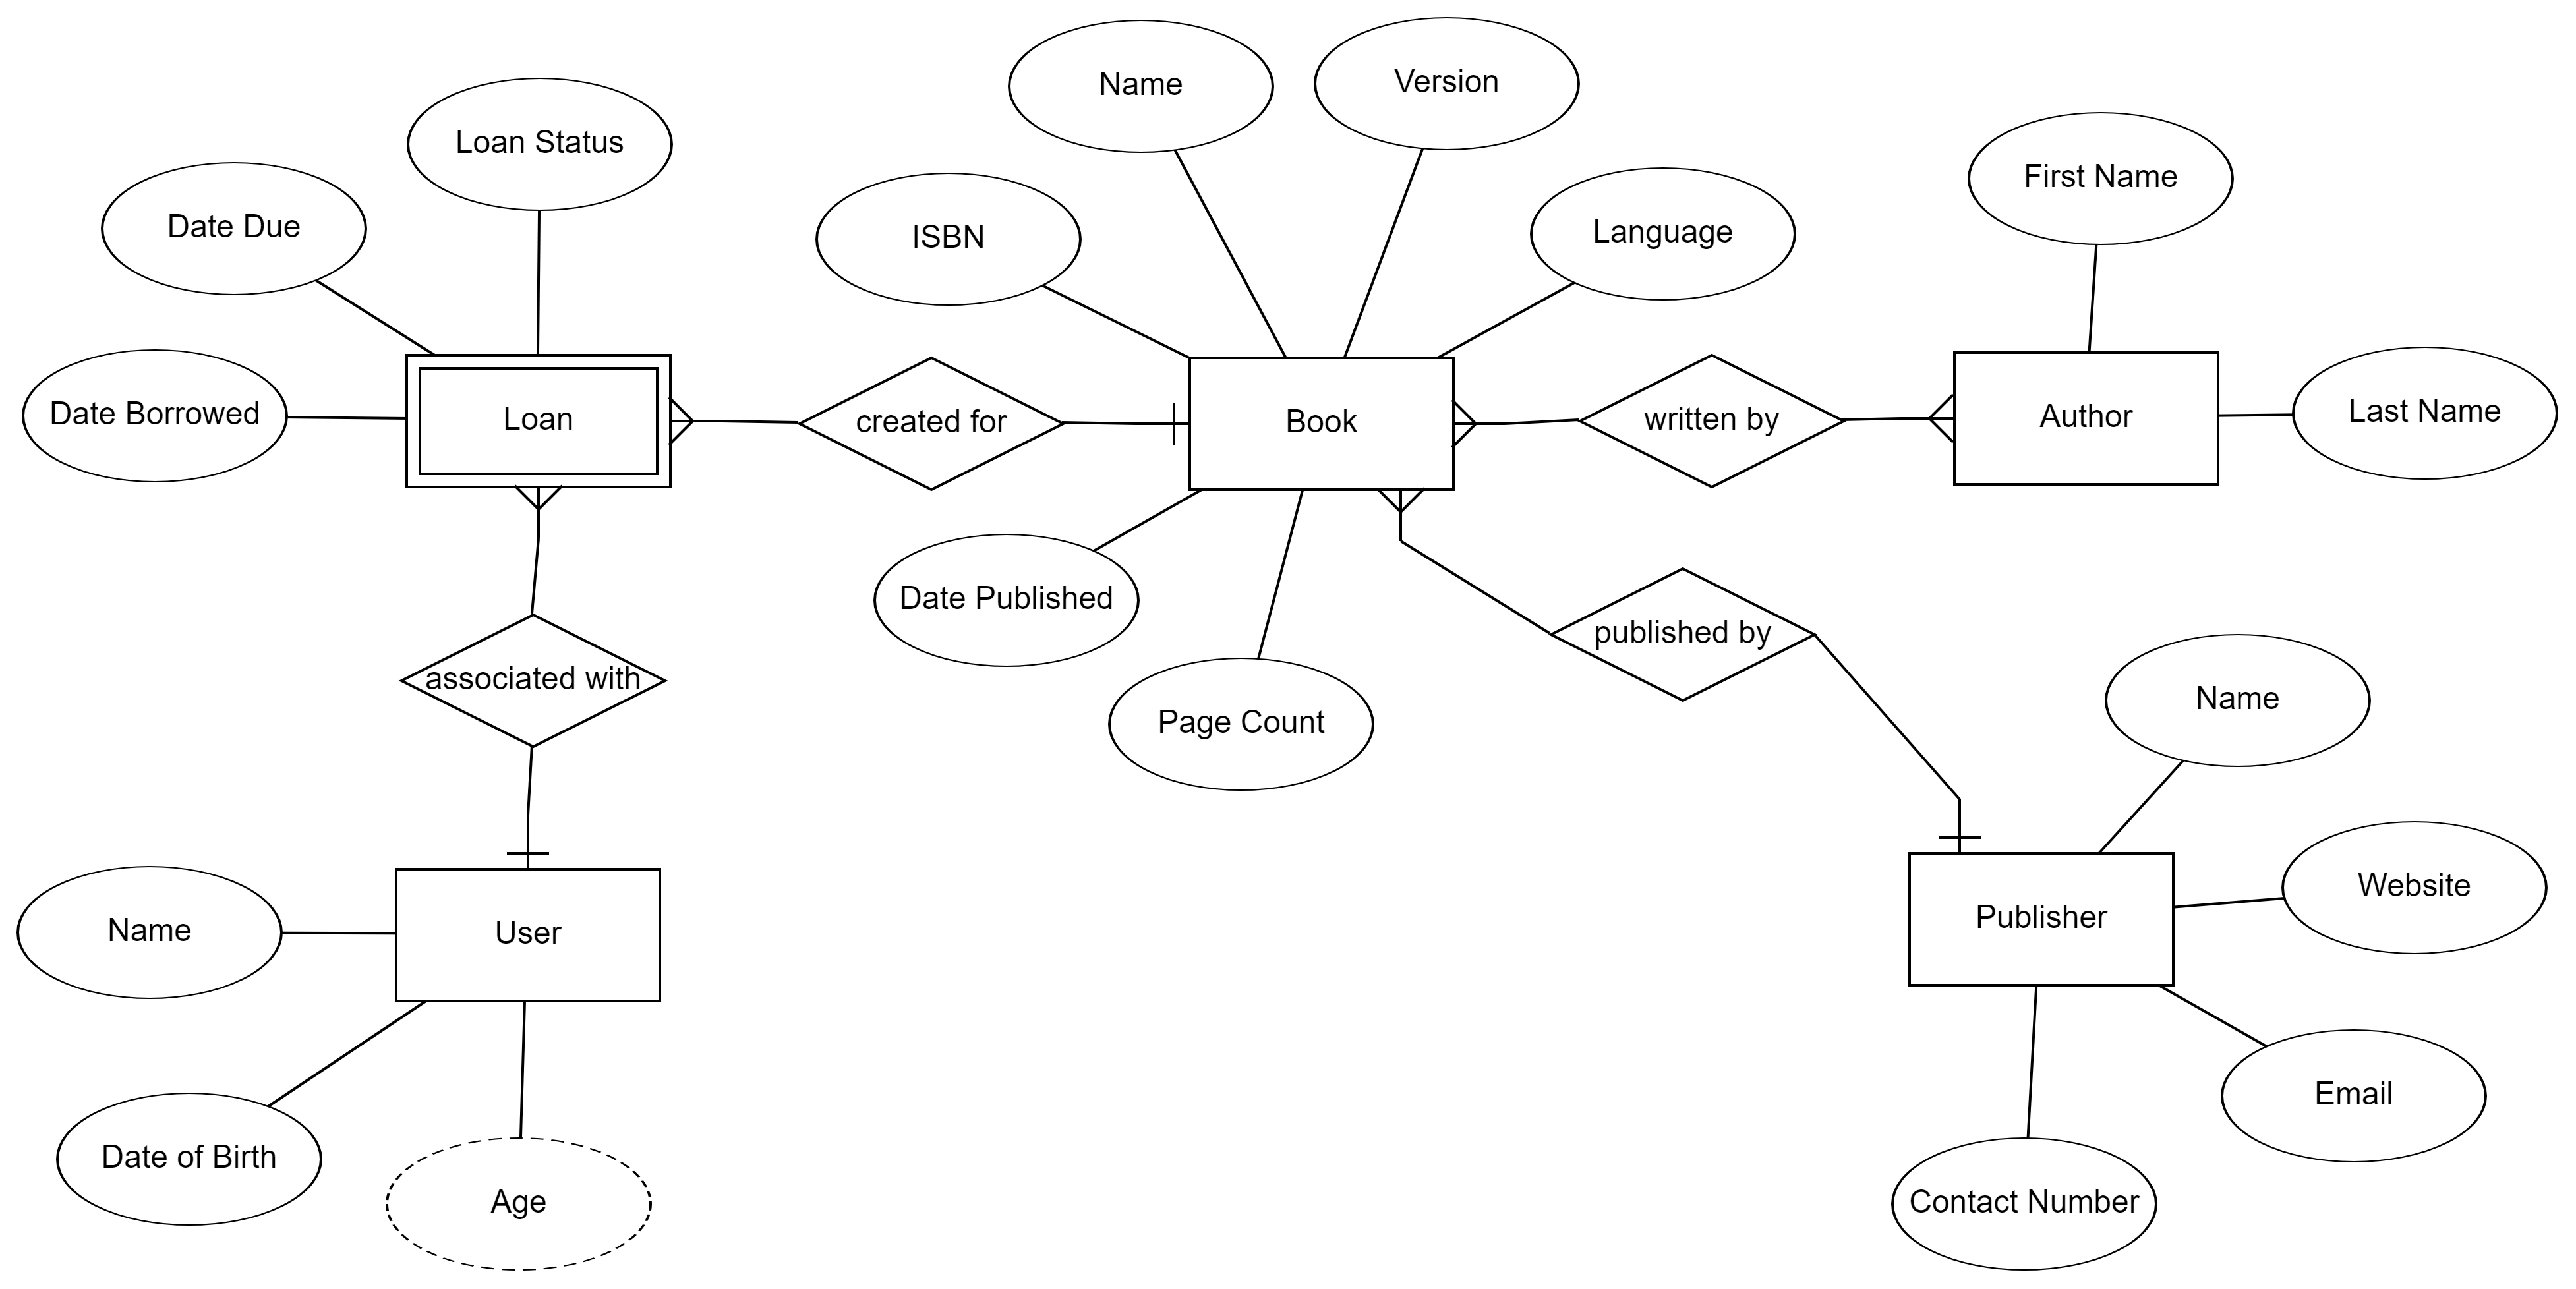 Name
Version
Loan Status
First Name
Date Due
ISBN
Language
Date Borrowed
Loan
created for
Book
written by
Author
Last Name
Date Published
published by
associated with
Page Count
Name
Website
Name
User
Publisher
Email
Date of Birth
Age
Contact Number